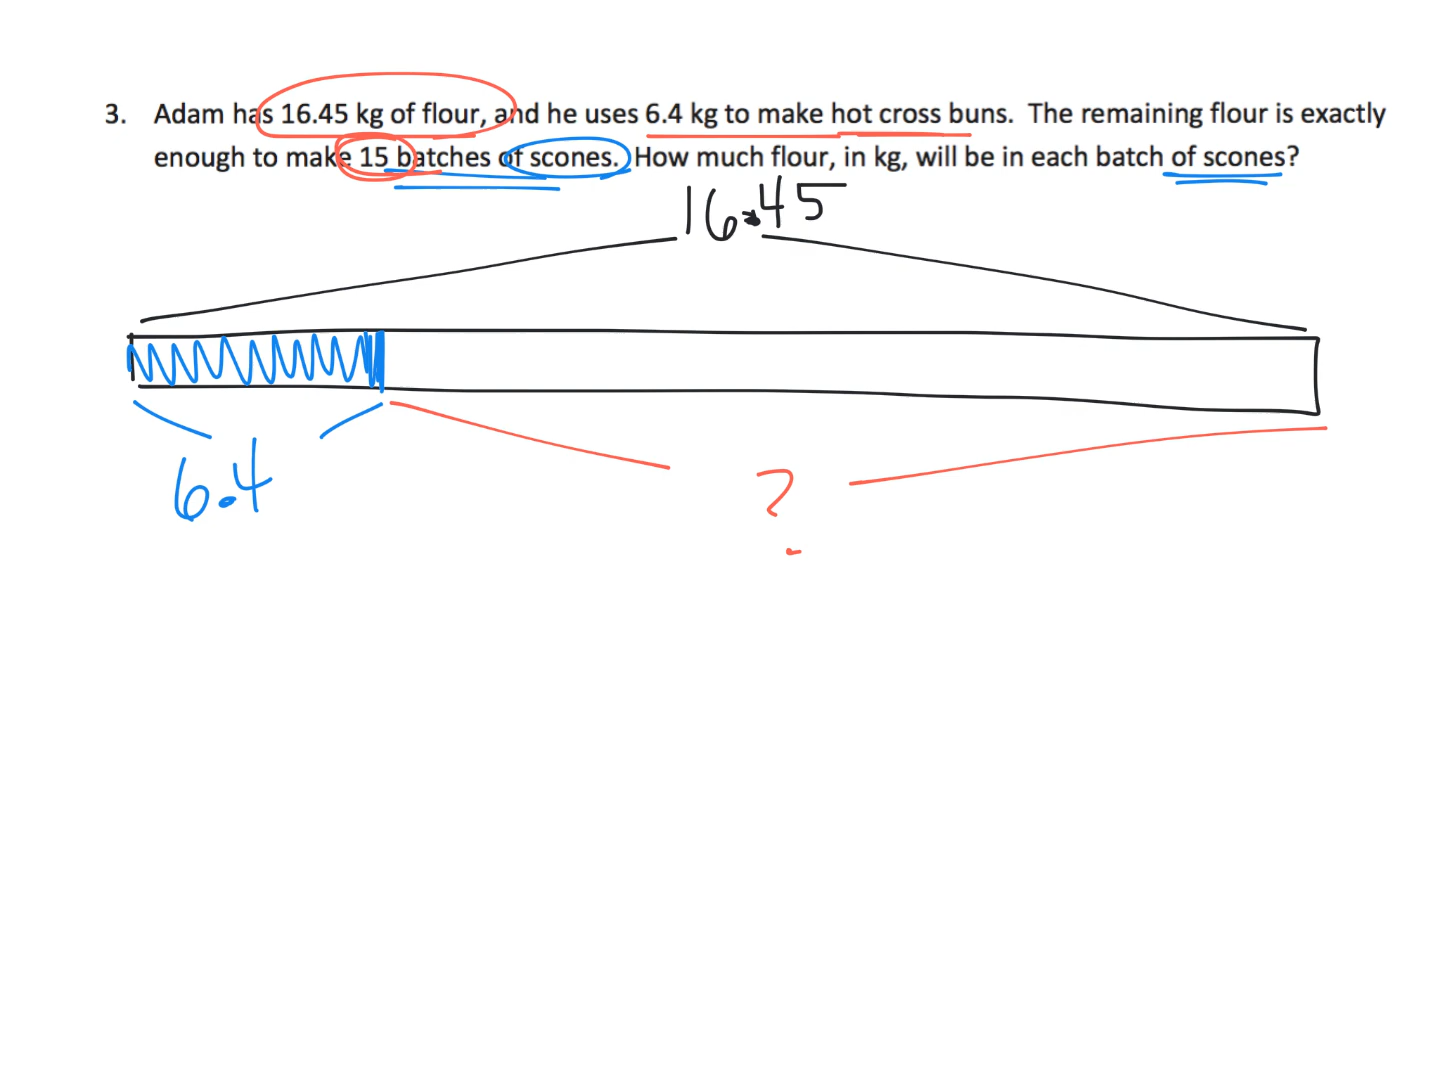 3. Adam has 16.45 kg of flour, and he uses 6.4 kg to make hot cross buns. The remaining flour is exactly
enough to make 15 batches of scones. How much flour, in kg, will be in each batch of scones?
16.45
6.4
?